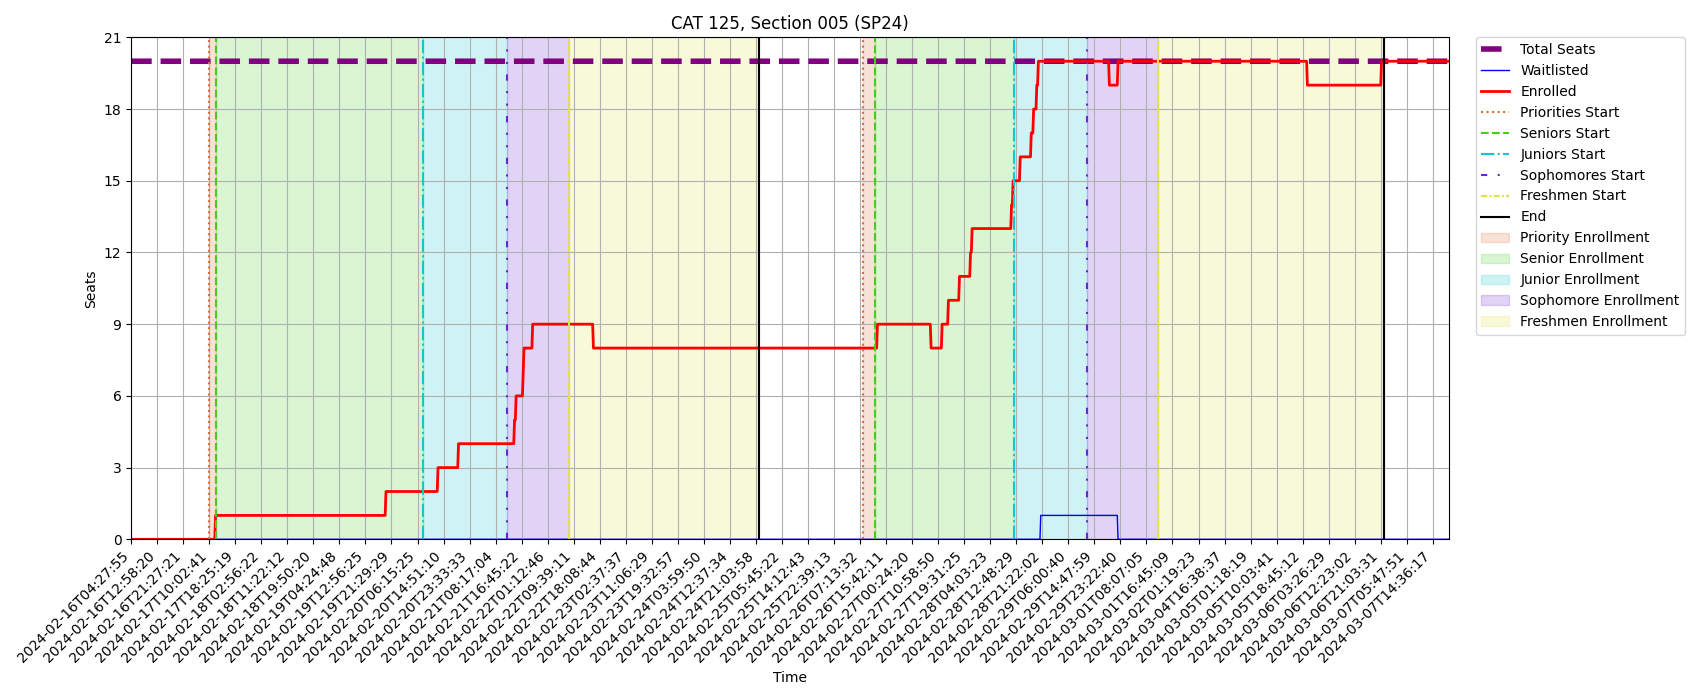 CAT 125, Section 005 (SP24)
21
18
15
12
9
6
3
0
Seats
2024-02-16T04:27:55
2024-02-16T12:58:20
2024-02-16T21:27:21
2024-02-17T10:02:41
2024-02-17T18:25:19
2024-02-18T02:56:22
2024-02-18T11:22:12
2024-02-18T19:50:20
2024-02-19T04:24:48
2024-02-19T12:56:25
2024-02-19T21:29:29
2024-02-20T06:15:25
2024-02-20T14:51:10
2024-02-20T23:33:33
2024-02-21T08:17:04
2024-02-21T16:45:22
2024-02-22T01:12:46
2024-02-22T09:39:11
2024-02-22T18:08:44
2024-02-23T02:37:37
2024-02-23T11:06:29
2024-02-23T19:32:57
2024-02-24T03:59:50
2024-02-24T12:37:34
2024-02-24T21:03:58
2024-02-25T05:45:22
2024-02-25T14:12:43
2024-02-25T22:39:13
2024-02-26T07:13:32
2024-02-26T15:42:11
2024-02-27T00:24:20
2024-02-27T10:58:50
2024-02-27T19:31:25
2024-02-28T04:03:23
2024-02-28T12:48:29
2024-02-28T21:22:02
2024-02-29T06:00:40
2024-02-29T14:47:59
2024-02-29T23:22:40
2024-03-01T08:07:05
2024-03-01T16:45:09
2024-03-02T01:19:23
2024-03-04T16:38:37
2024-03-05T01:18:19
2024-03-05T10:03:41
2024-03-05T18:45:12
2024-03-06T03:26:29
2024-03-06T12:23:02
2024-03-06T21:03:31
2024-03-07T05:47:51
2024-03-07T14:36:17
Time
Total Seats
Waitlisted
Enrolled
Priorities Start
Seniors Start
Juniors Start
Sophomores Start
Freshmen Start
End
Priority Enrollment
Senior Enrollment
Junior Enrollment
Sophomore Enrollment
Freshmen Enrollment